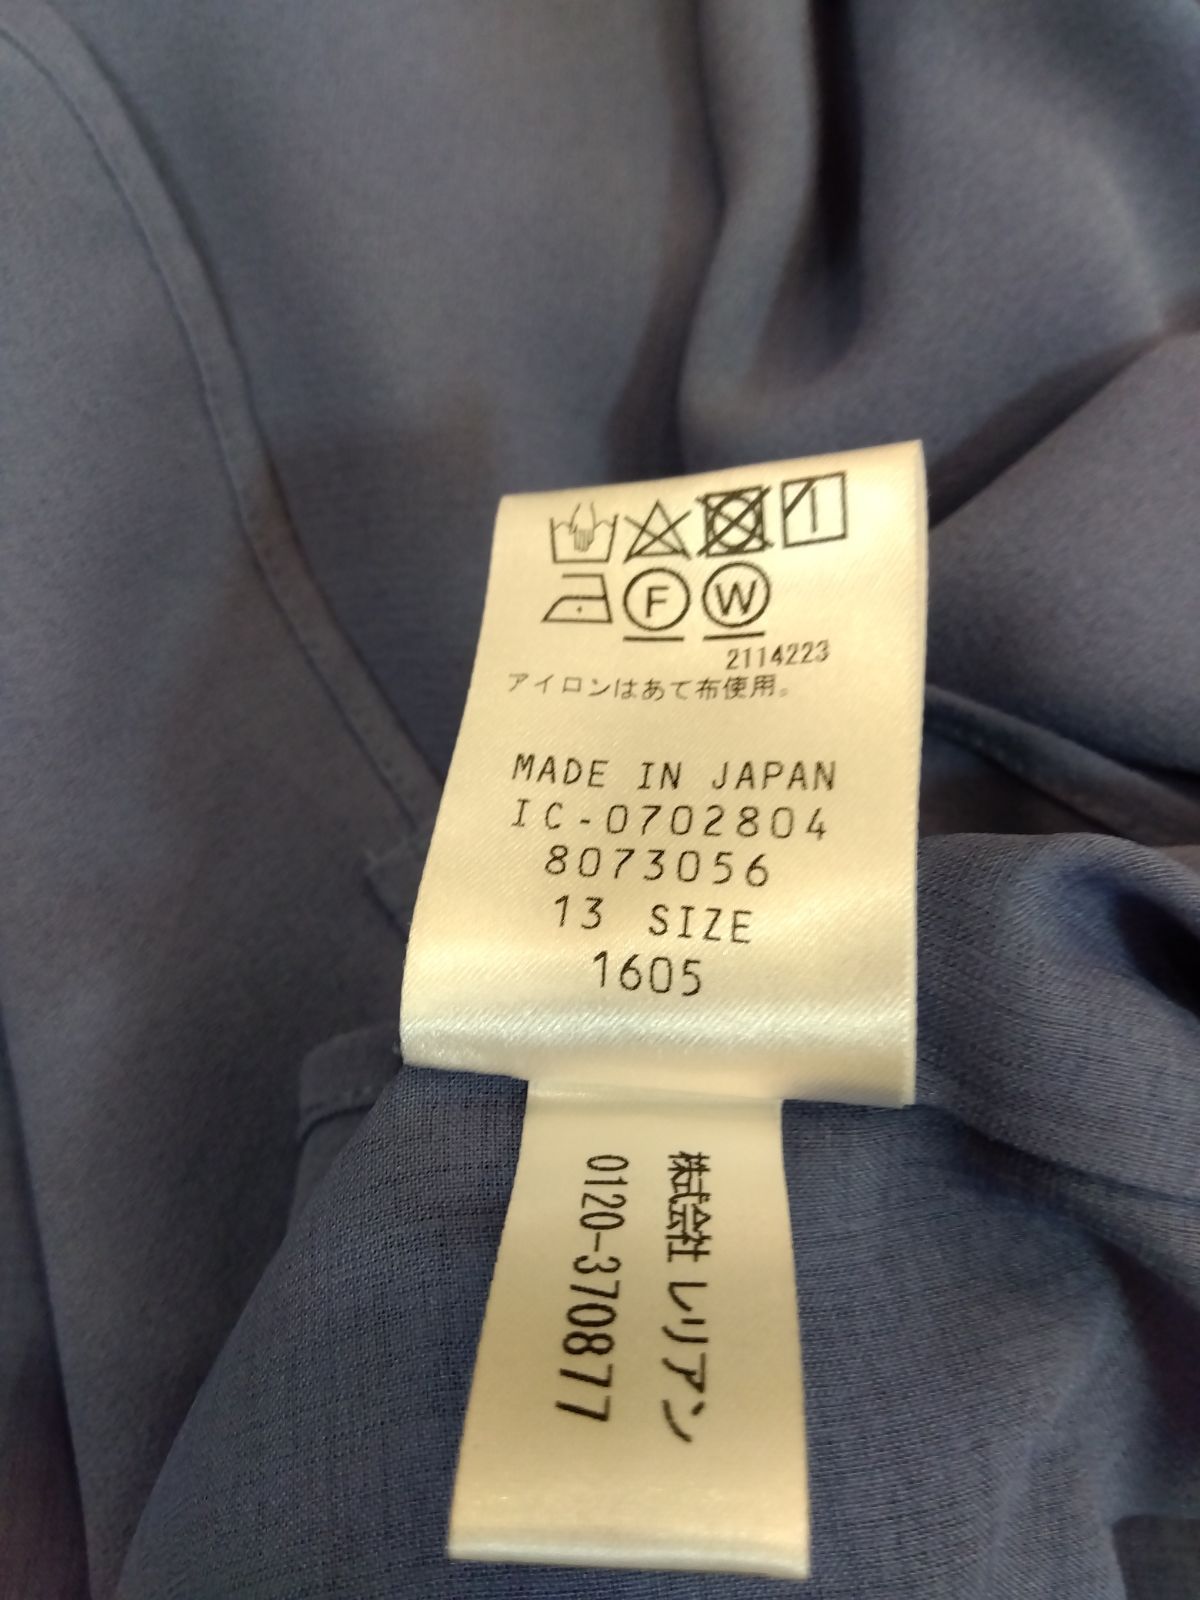 F W
2114223
アイロンはあて布使用。
MADE IN JAPAN
IC-0702804
8073056
13 SIZE
1605
株式会社 レリアン
0120-370877